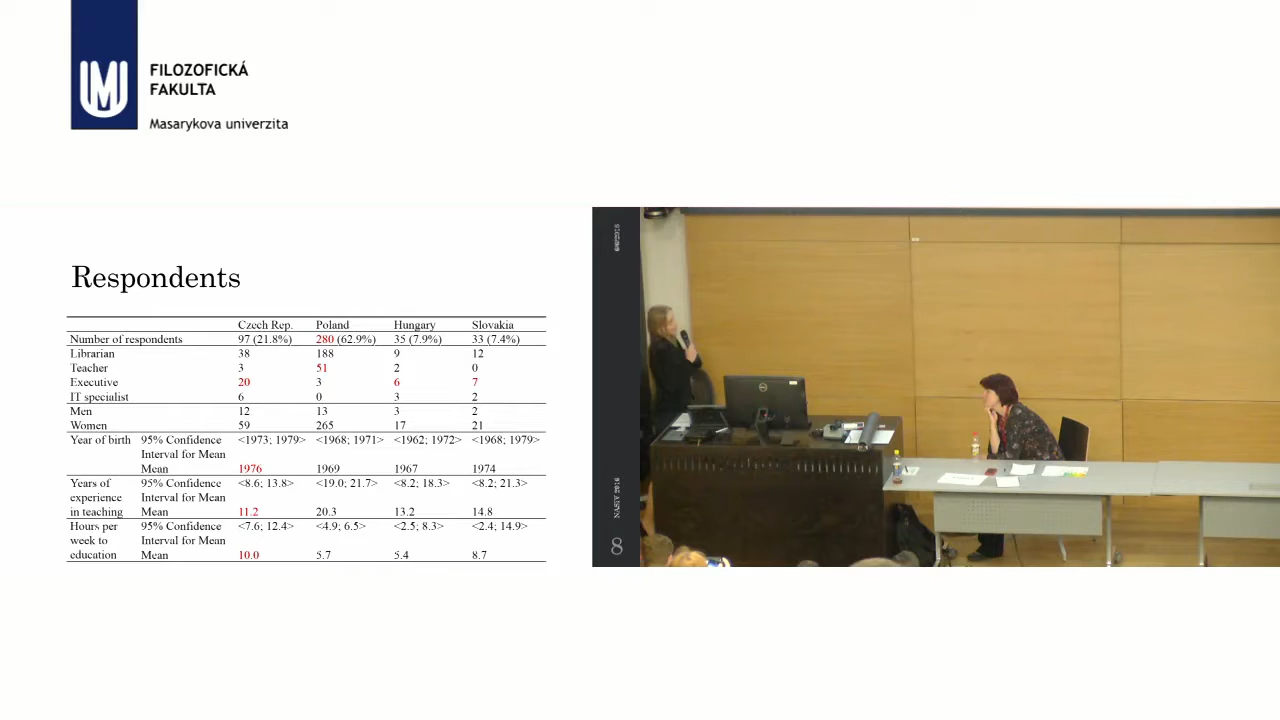 FILOZOFICKÁ
FAKULTA
Masarykova univerzita
Respondents
Czech Rep. Poland Hungary Slovakia
Number of respondents 97 (21.8%) 280 (62.9%) 35 (7.9%) 33 (7.4%)
Librarian 38 188 9 12
Teacher 3 51 2 0
Executive 20 3 6 7
IT specialist 6 0 3 2
Men 12 13 3 2
Women 59 265 17 21
Year of birth 95% Confidence <1973; 1979> <1968; 1971> <1962; 1972> <1968; 1979>
Interval for Mean
Mean 1976 1969 1967 1974
Years of 95% Confidence <8.6; 13.8> <19.0; 21.7> <8.2; 18.3> <8.2; 21.3>
experience Interval for Mean
in teaching Mean 11.2 20.3 13.2 14.8
Hours per 95% Confidence <7.6; 12.4> <4.9; 6.5> <2.5; 8.3> <2.4; 14.9>
week to Interval for Mean
education Mean 10.0 5.7 5.4 8.7
8
DELL